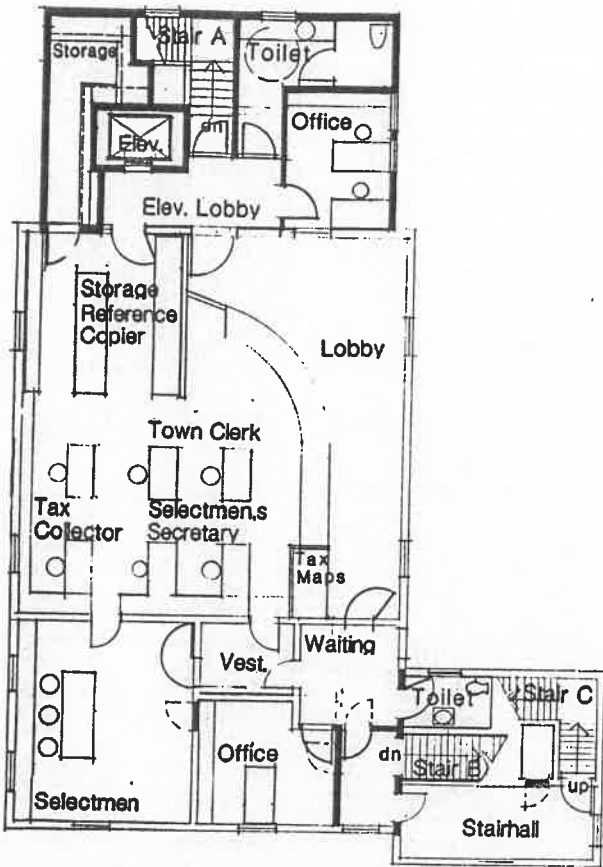 Stair A
Storage
Toilet
Office
dn
Elev.
Elev. Lobby
Storage
Reference
Copier
Lobby
Town Clerk
Tax
Collector
Selectmen,s
Secretary
Tax
Maps
Waiting
Vest.
Toilet
Stair C
Office
dn
Stair B
up
Selectmen
Stairhall